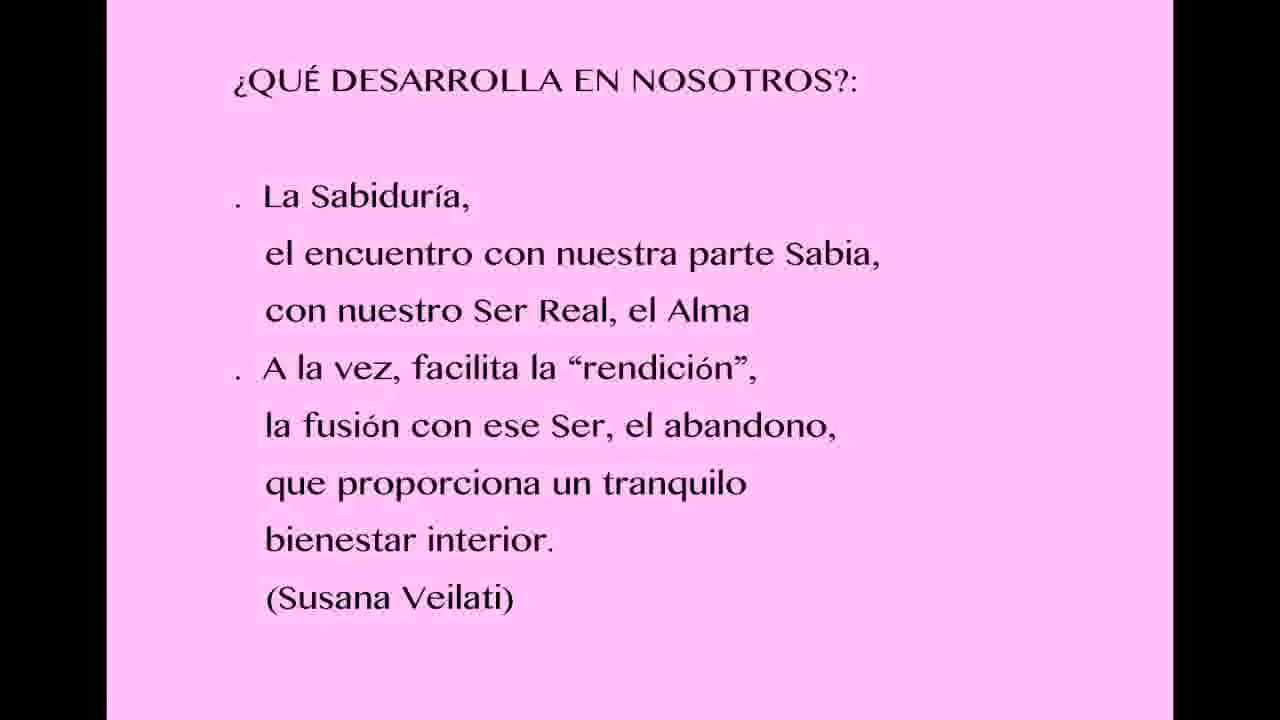 ¿QUÉ DESARROLLA EN NOSOTROS?:
. La Sabiduría,
el encuentro con nuestra parte Sabia,
con nuestro Ser Real, el Alma
. A la vez, facilita la “rendición”,
la fusión con ese Ser, el abandono,
que proporciona un tranquilo
bienestar interior.
(Susana Veilati)